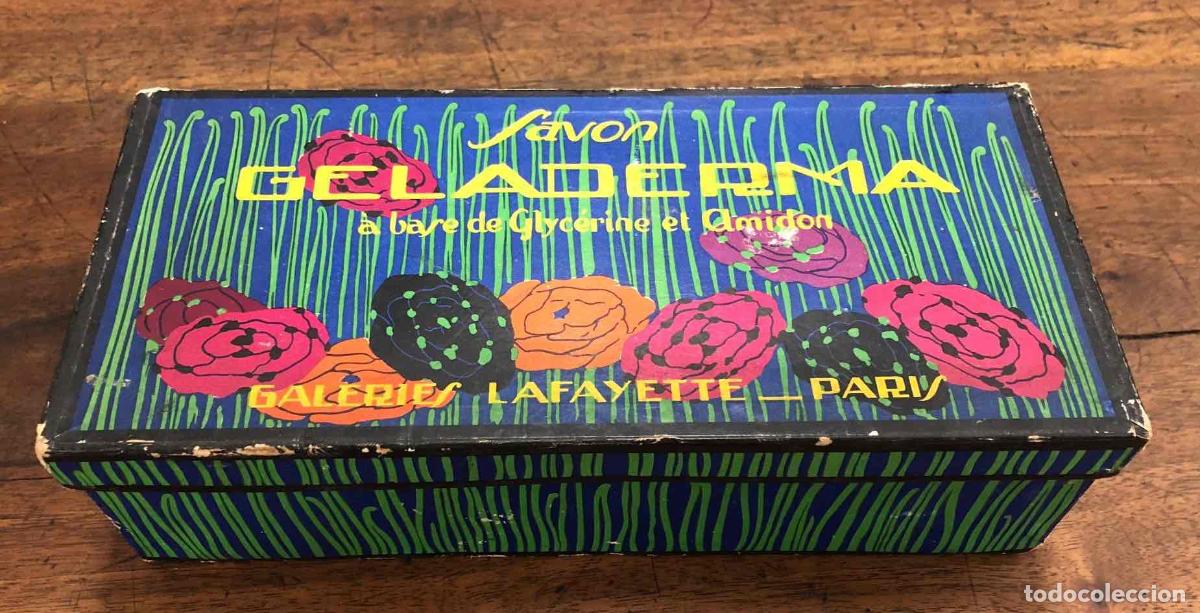 Savon
GELADERMA
à base de Glycérine et Amidon
GALERIES LAFAYETTE _ PARIS
todocoleccion